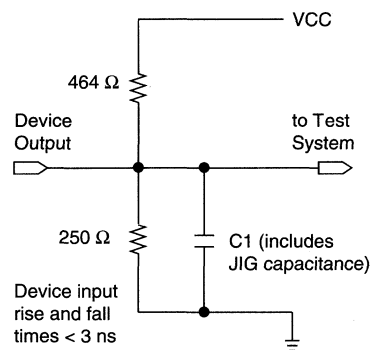 VCC
464 Ω
Device
Output
to Test
System
250 Ω
C1 (includes
JIG capacitance)
Device input
rise and fall
times < 3 ns